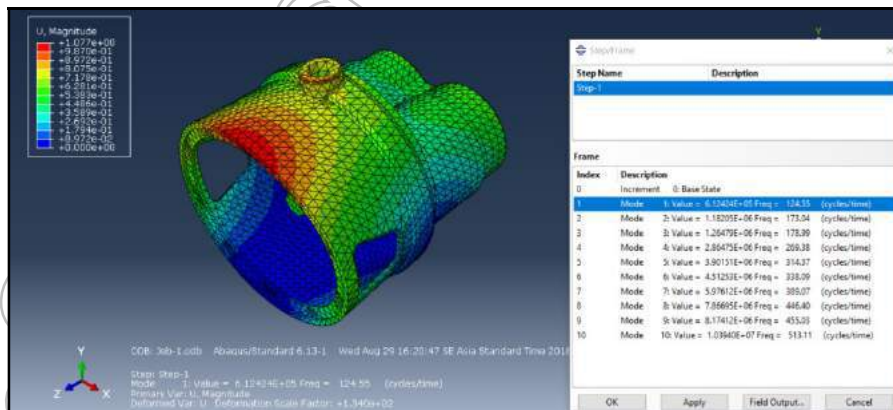 U, Magnitude
+1.077e+00
+9.870e-01
+8.972e-01
+8.075e-01
+7.178e-01
+6.281e-01
+5.383e-01
+4.486e-01
+3.589e-01
+2.692e-01
+1.794e-01
+8.972e-02
+0.000e+00
Y
Step/Frame
Step Name Description
Step-1
Frame
Index Description
0 Increment 0: Base State
1 Mode 1: Value = 6.12424E+05 Freq = 124.55 (cycles/time)
2 Mode 2: Value = 1.18205E+06 Freq = 173.04 (cycles/time)
3 Mode 3: Value = 1.26479E+06 Freq = 178.99 (cycles/time)
4 Mode 4: Value = 2.86475E+06 Freq = 269.38 (cycles/time)
5 Mode 5: Value = 3.90151E+06 Freq = 314.37 (cycles/time)
6 Mode 6: Value = 4.51253E+06 Freq = 338.09 (cycles/time)
7 Mode 7: Value = 5.97612E+06 Freq = 389.07 (cycles/time)
8 Mode 8: Value = 7.86695E+06 Freq = 446.40 (cycles/time)
9 Mode 9: Value = 8.17412E+06 Freq = 455.03 (cycles/time)
10 Mode 10: Value = 1.03940E+07 Freq = 513.11 (cycles/time)
OK Apply Field Output... Cancel
Y
Z X
ODB: Job-1.odb Abaqus/Standard 6.13-1 Wed Aug 29 16:20:47 SE Asia Standard Time
Step: Step-1
Mode 1: Value = 6.12424E+05 Freq = 124.55 (cycles/time)
Primary Var: U, Magnitude
Deformed Var: U Deformation Scale Factor: +1.340e+02